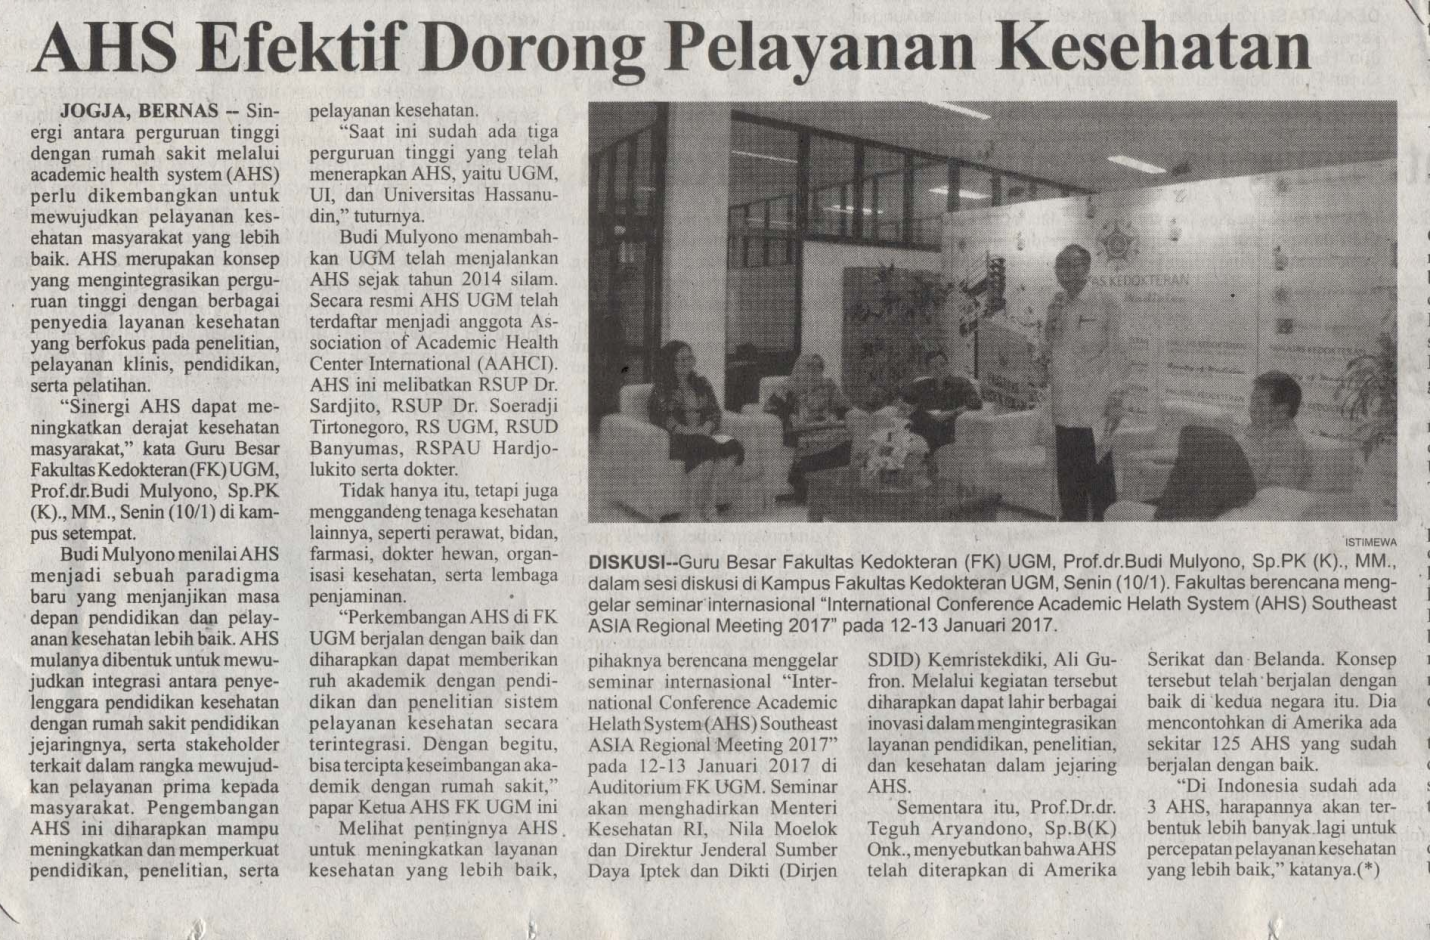 AHS Efektif Dorong Pelayanan Kesehatan
JOGJA, BERNAS -- Sin-
ergi antara perguruan tinggi
dengan rumah sakit melalui
academic health system (AHS)
perlu dikembangkan untuk
mewujudkan pelayanan kes-
ehatan masyarakat yang lebih
baik. AHS merupakan konsep
yang mengintegrasikan pergu-
ruan tinggi dengan berbagai
penyedia layanan kesehatan
yang berfokus pada penelitian,
pelayanan klinis, pendidikan,
serta pelatihan.
“Sinergi AHS dapat me-
ningkatkan derajat kesehatan
masyarakat,” kata Guru Besar
Fakultas Kedokteran (FK) UGM,
Prof.dr.Budi Mulyono, Sp.PK
(K)., MM., Senin (10/1) di kam-
pus setempat.
Budi Mulyono menilai AHS
menjadi sebuah paradigma
baru yang menjanjikan masa
depan pendidikan dan pelay-
anan kesehatan lebih baik. AHS
mulanya dibentuk untuk mewu-
judkan integrasi antara penye-
lenggara pendidikan kesehatan
dengan rumah sakit pendidikan
jejaringnya, serta stakeholder
terkait dalam rangka mewujud-
kan pelayanan prima kepada
masyarakat. Pengembangan
AHS ini diharapkan mampu
meningkatkan dan memperkuat
pendidikan, penelitian, serta
pelayanan kesehatan.
“Saat ini sudah ada tiga
perguruan tinggi yang telah
menerapkan AHS, yaitu UGM,
UI, dan Universitas Hassanu-
din,” tuturnya.
Budi Mulyono menambah-
kan UGM telah menjalankan
AHS sejak tahun 2014 silam.
Secara resmi AHS UGM telah
terdaftar menjadi anggota As-
sociation of Academic Health
Center International (AAHCI).
AHS ini melibatkan RSUP Dr.
Sardjito, RSUP Dr. Soeradji
Tirtonegoro, RS UGM, RSUD
Banyumas, RSPAU Hardjo-
lukito serta dokter.
Tidak hanya itu, tetapi juga
menggandeng tenaga kesehatan
lainnya, seperti perawat, bidan,
farmasi, dokter hewan, organ-
isasi kesehatan, serta lembaga
penjaminan.
“Perkembangan AHS di FK
UGM berjalan dengan baik dan
diharapkan dapat memberikan
ruh akademik dengan pendi-
dikan dan penelitian sistem
pelayanan kesehatan secara
terintegrasi. Dengan begitu,
bisa tercipta keseimbangan aka-
demik dengan rumah sakit,”
papar Ketua AHS FK UGM ini
Melihat pentingnya AHS
untuk meningkatkan layanan
kesehatan yang lebih baik,
AS KEDOKTERAN
ISTIMEWA
DISKUSI--Guru Besar Fakultas Kedokteran (FK) UGM, Prof.dr.Budi Mulyono, Sp.PK (K)., MM.,
dalam sesi diskusi di Kampus Fakultas Kedokteran UGM, Senin (10/1). Fakultas berencana meng-
gelar seminar internasional “International Conference Academic Helath System (AHS) Southeast
ASIA Regional Meeting 2017” pada 12-13 Januari 2017.
pihaknya berencana menggelar
seminar internasional “Inter-
national Conference Academic
Helath System (AHS) Southeast
ASIA Regional Meeting 2017”
pada 12-13 Januari 2017 di
Auditorium FK UGM. Seminar
akan menghadirkan Menteri
Kesehatan RI, Nila Moelok
dan Direktur Jenderal Sumber
Daya Iptek dan Dikti (Dirjen
SDID) Kemristekdiki, Ali Gu-
fron. Melalui kegiatan tersebut
diharapkan dapat lahir berbagai
inovasi dalam mengintegrasikan
layanan pendidikan, penelitian,
dan kesehatan dalam jejaring
AHS.
Sementara itu, Prof.Dr.dr.
Teguh Aryandono, Sp.B(K)
Onk., menyebutkan bahwa AHS
telah diterapkan di Amerika
Serikat dan Belanda. Konsep
tersebut telah berjalan dengan
baik di kedua negara itu. Dia
mencontohkan di Amerika ada
sekitar 125 AHS yang sudah
berjalan dengan baik.
“Di Indonesia sudah ada
3 AHS, harapannya akan ter-
bentuk lebih banyak lagi untuk
percepatan pelayanan kesehatan
yang lebih baik,” katanya.(*)